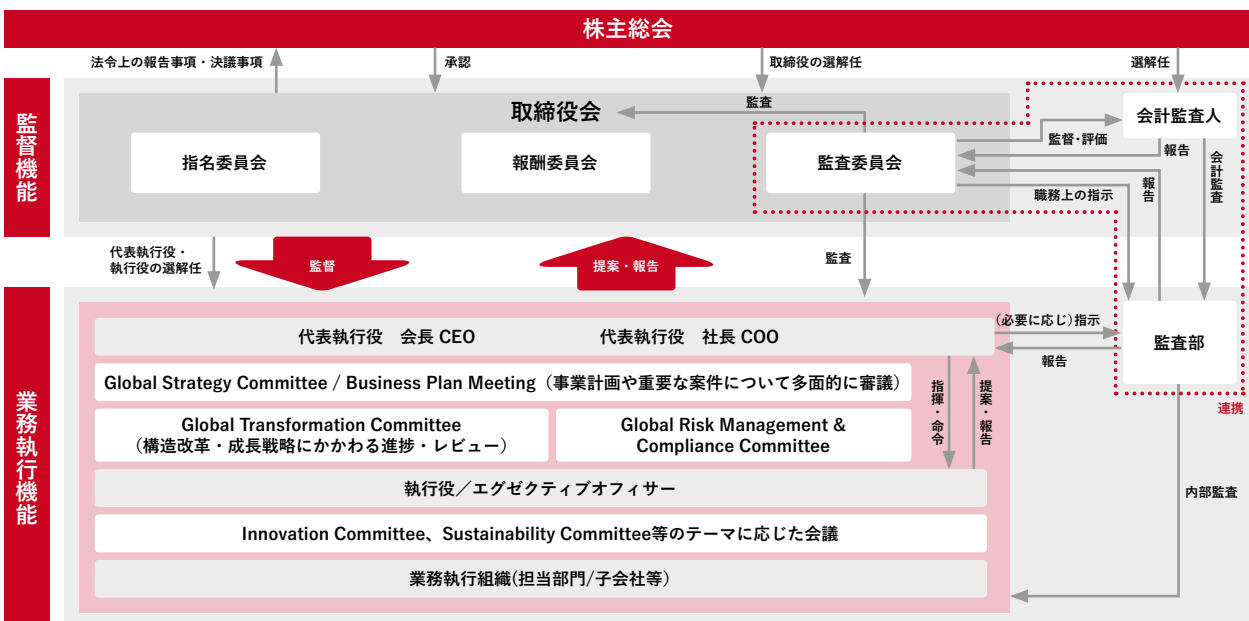 株主総会
法令上の報告事項・決議事項
承認
取締役の選解任
選解任
監督機能
取締役会
監査
会計監査人
指名委員会
報酬委員会
監査委員会
監督・評価
報告
会計監査
報告
職務上の指示
代表執行役・
執行役の選解任
監督
提案・報告
監査
業務執行機能
代表執行役　会長 CEO
代表執行役　社長 COO
(必要に応じ)指示
報告
監査部
連携
Global Strategy Committee / Business Plan Meeting（事業計画や重要な案件について多面的に審議）
Global Transformation Committee
（構造改革・成長戦略にかかわる進捗・レビュー）
Global Risk Management &
Compliance Committee
指揮・命令
提案・報告
執行役／エグゼクティブオフィサー
内部監査
Innovation Committee、Sustainability Committee等のテーマに応じた会議
業務執行組織(担当部門/子会社等）